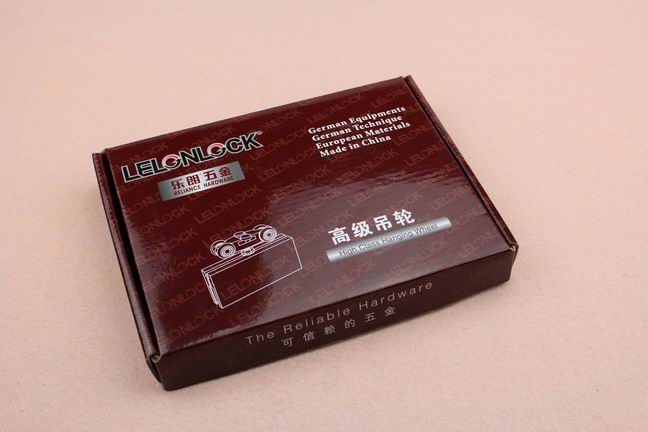 LELONLOCK®
乐朗五金
RELIANCE HARDWARE
German Equipments
German Technique
European Materials
Made in China
高级吊轮
High Class Hanging Wheel
The Reliable Hardware
可信赖的五金